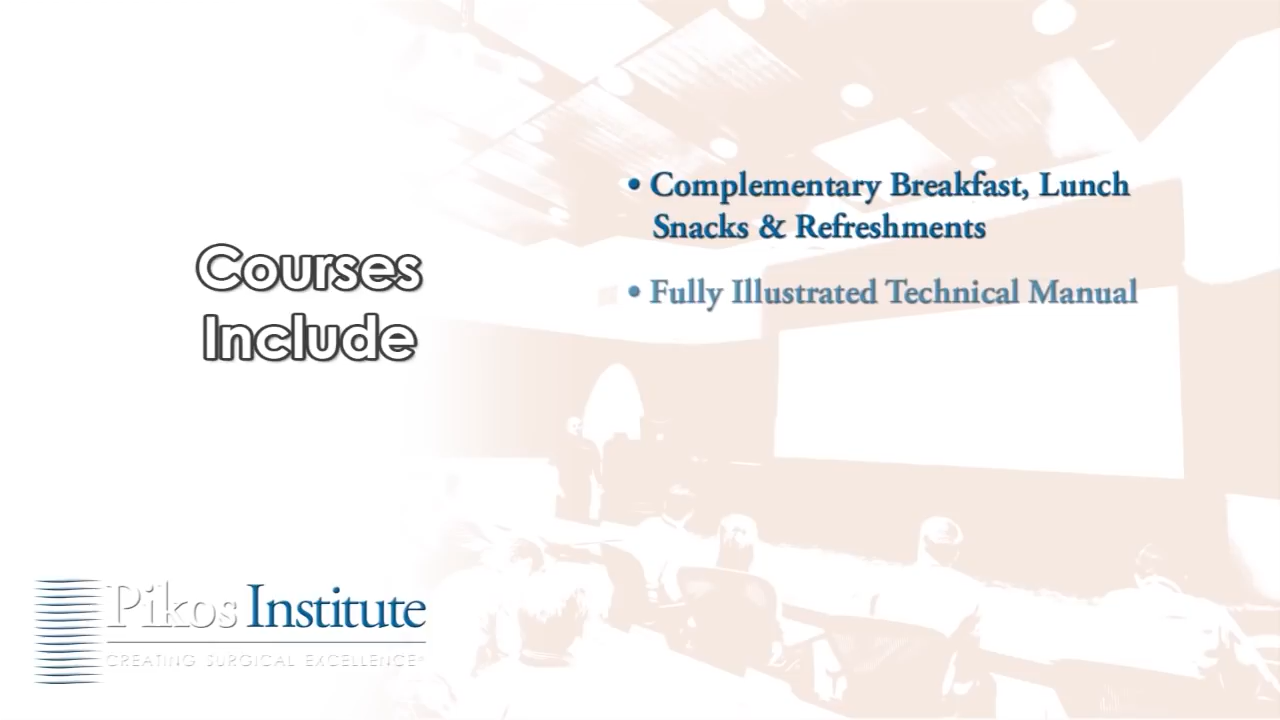 Courses
Include
• Complementary Breakfast, Lunch
Snacks & Refreshments
• Fully Illustrated Technical Manual
Pikos Institute
CREATING SURGICAL EXCELLENCE®